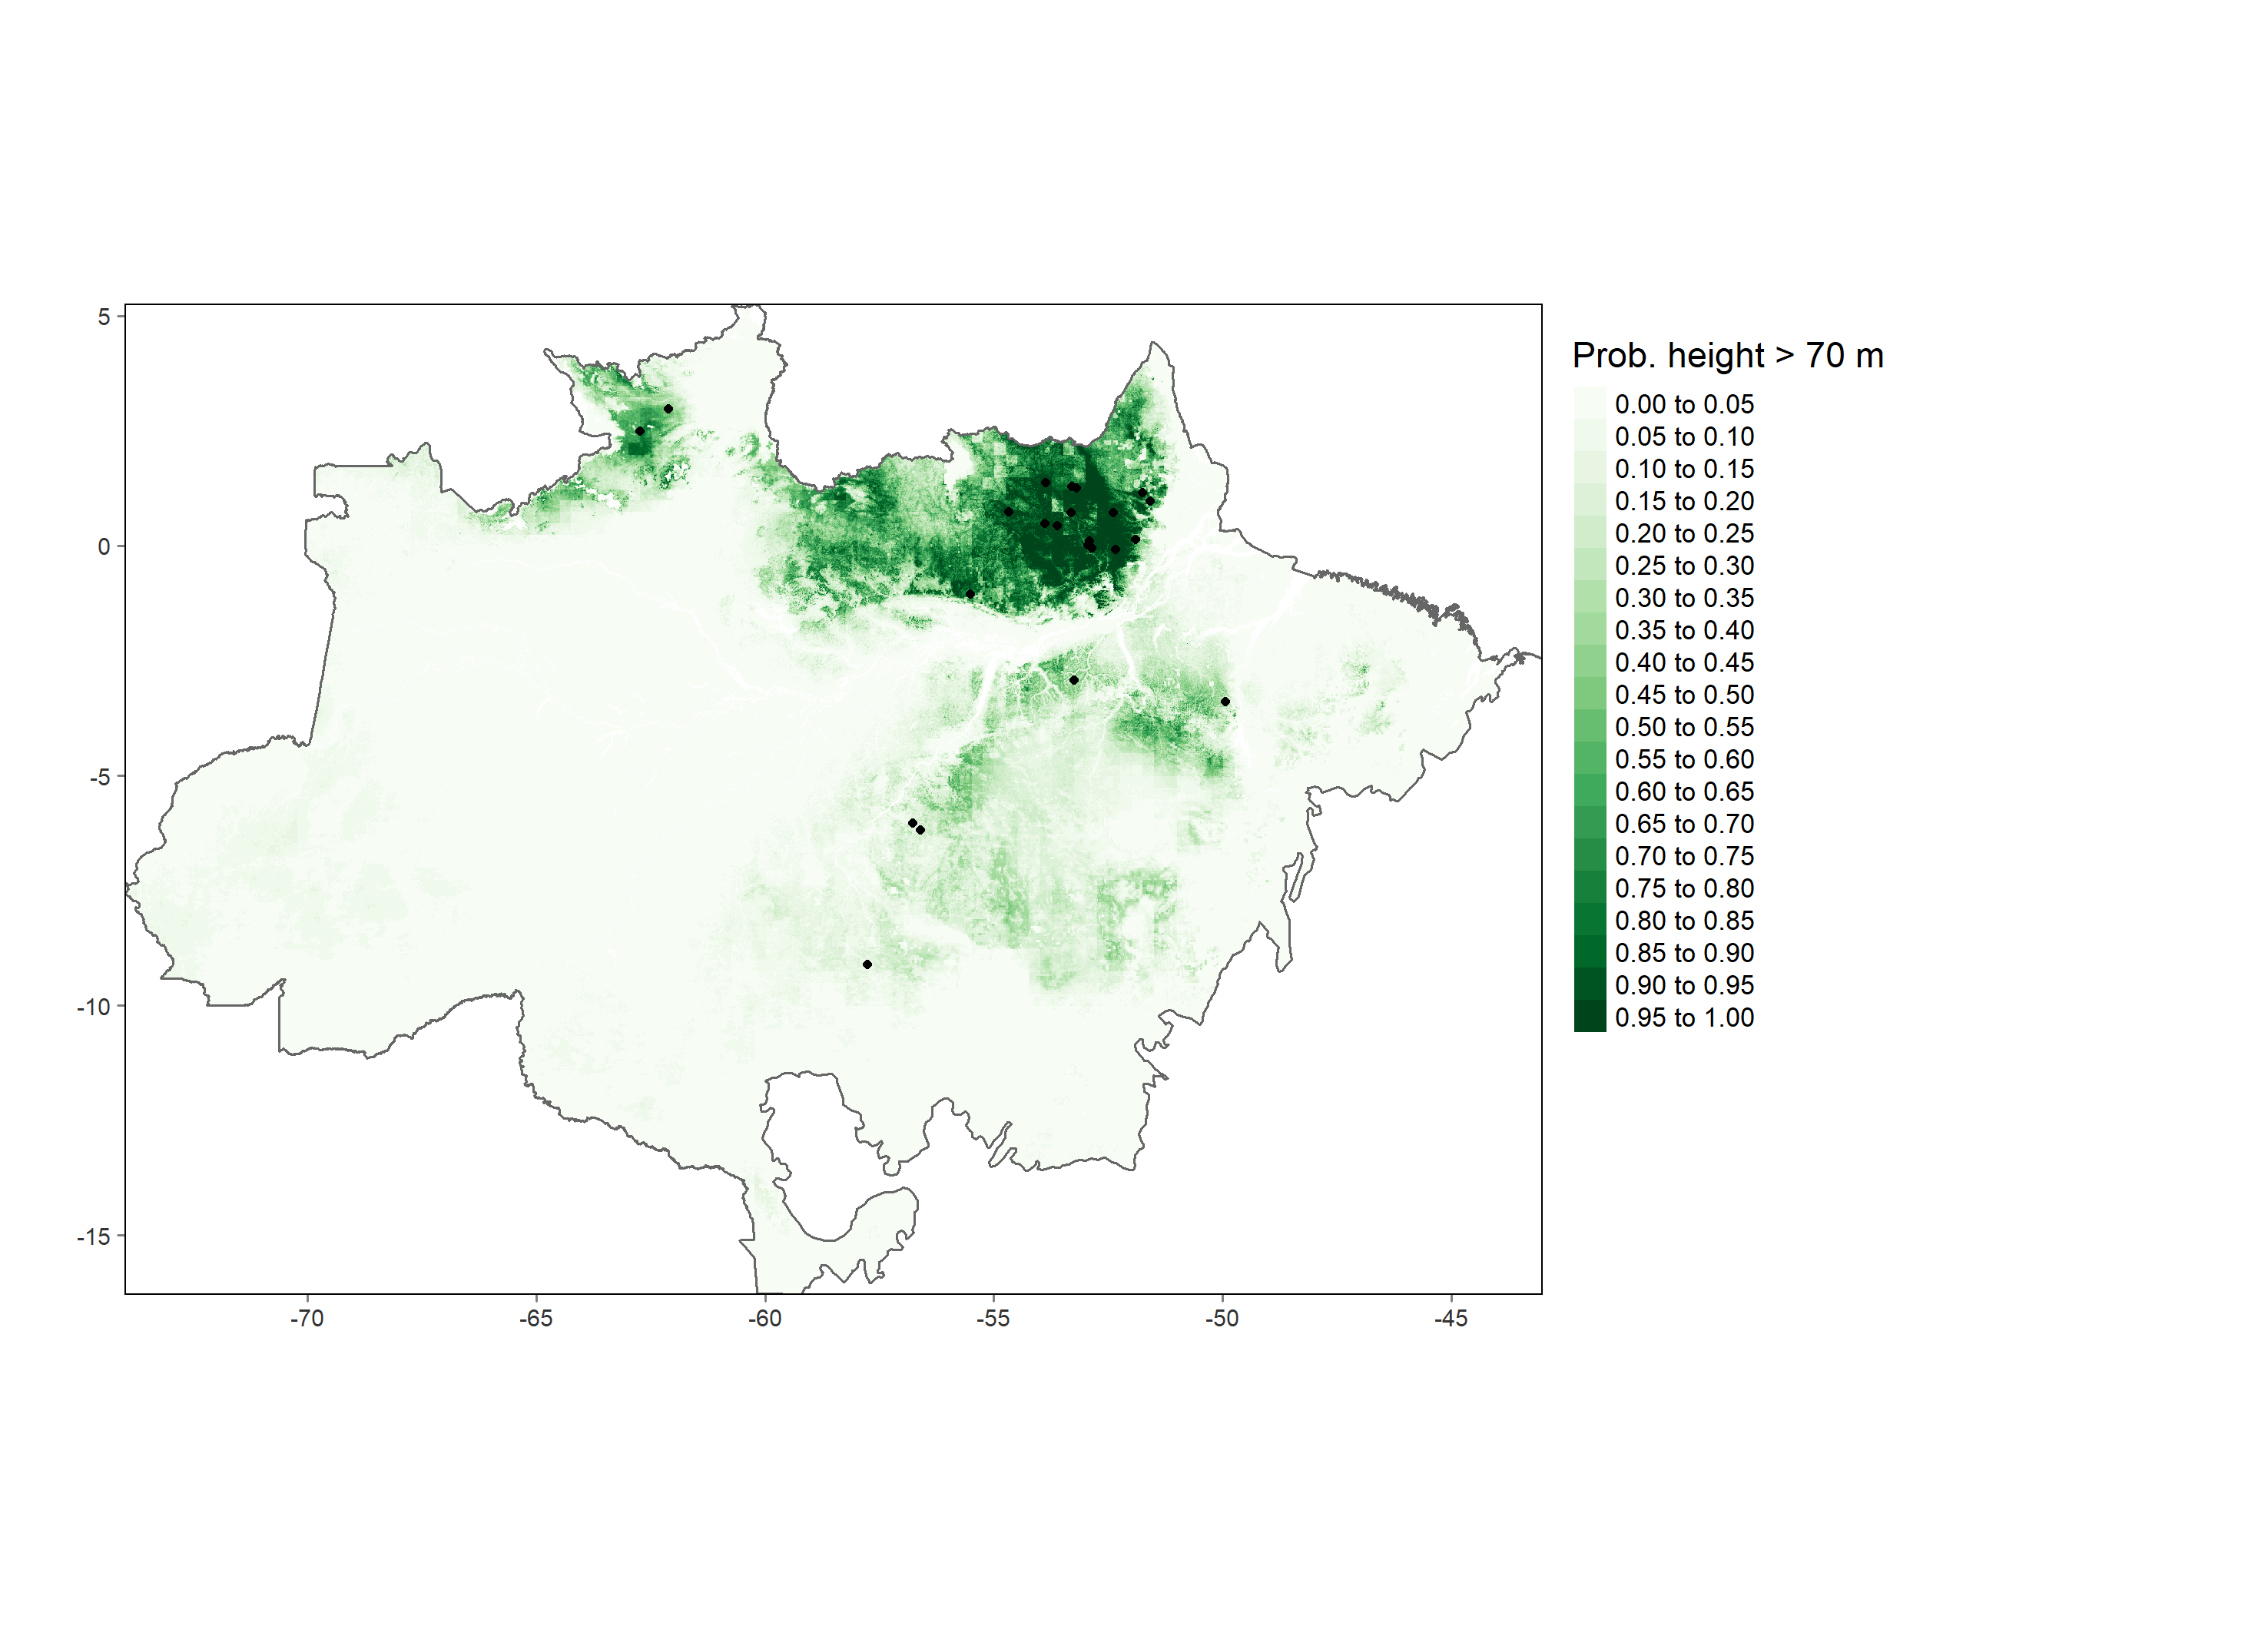 5
0
-5
-10
-15
-70 -65 -60 -55 -50 -45
Prob. height > 70 m
0.00 to 0.05
0.05 to 0.10
0.10 to 0.15
0.15 to 0.20
0.20 to 0.25
0.25 to 0.30
0.30 to 0.35
0.35 to 0.40
0.40 to 0.45
0.45 to 0.50
0.50 to 0.55
0.55 to 0.60
0.60 to 0.65
0.65 to 0.70
0.70 to 0.75
0.75 to 0.80
0.80 to 0.85
0.85 to 0.90
0.90 to 0.95
0.95 to 1.00